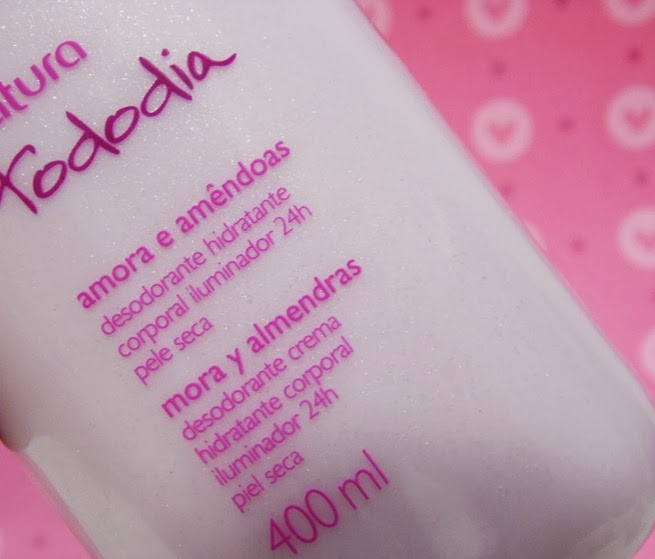 atura
tododia
amora e amêndoas
desodorante hidratante
corporal iluminador 24h
pele seca
mora y almendras
desodorante crema
hidratante corporal
iluminador 24h
piel seca
400 ml